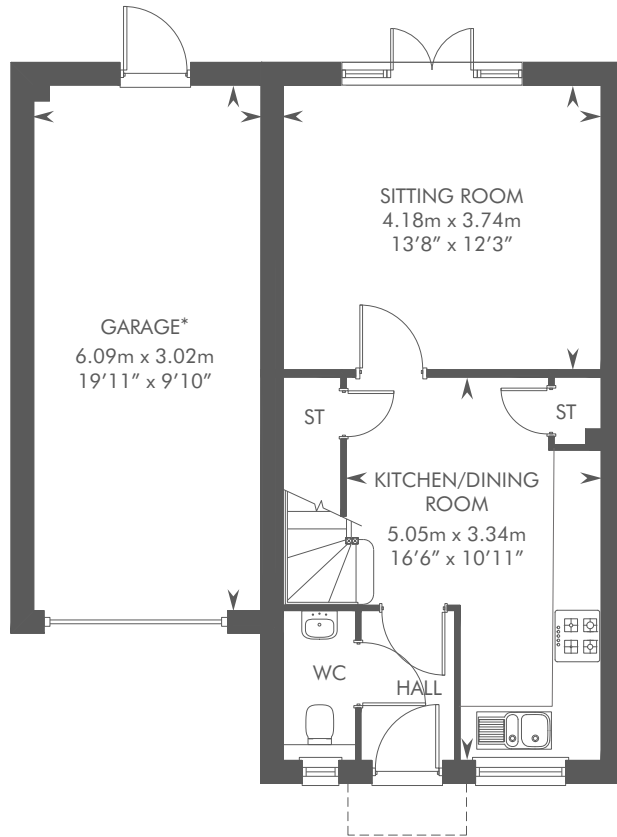 SITTING ROOM
4.18m x 3.74m
13’8” x 12’3”
GARAGE*
6.09m x 3.02m
19’11” x 9’10”
ST
ST
KITCHEN/DINING
ROOM
5.05m x 3.34m
16’6” x 10’11”
WC
HALL